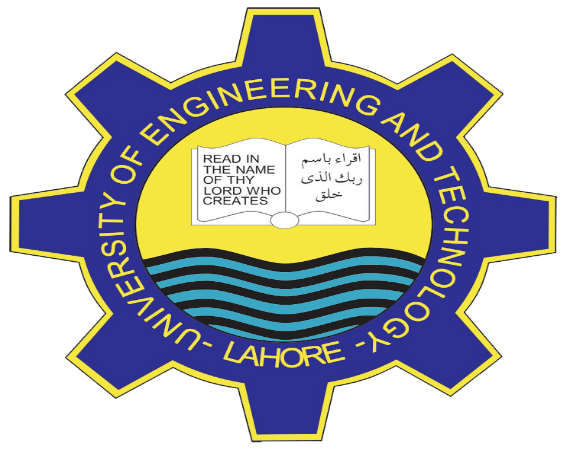 UNIVERSITY OF ENGINEERING AND TECHNOLOGY
- LAHORE -
READ IN
THE NAME
OF THY
LORD WHO
CREATES
اقراء باسم
ربك الذى
خلق